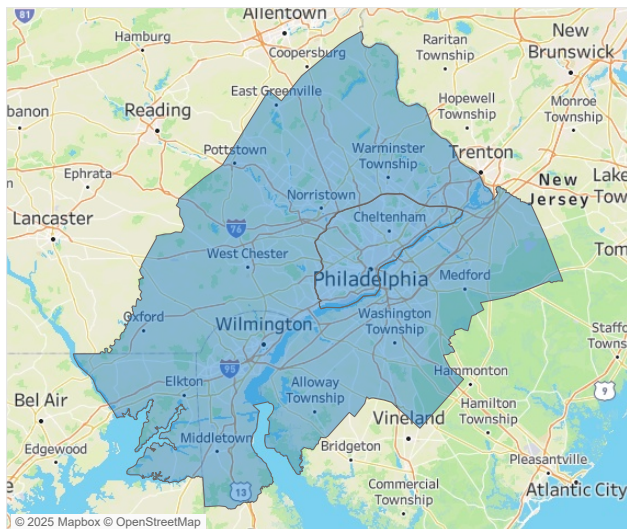 81
Allentown
Hamburg
Coopersburg
Raritan
Township
New
Brunswick
East Greenville
Reading
Hopewell
Township
Monroe
Township
banon
Pottstown
Warminster
Township
Trenton
Ephrata
Norristown
New
Jersey
Lake
Tow
Lancaster
76
Cheltenham
West Chester
Tom
Philadelphia
Medford
Oxford
Wilmington
Washington
Township
Staffo
Towns
95
Hammonton
Bel Air
Elkton
Alloway
Township
9
Hamilton
Township
Vineland
Edgewood
Middletown
Bridgeton
Pleasantville
e
13
Commercial
Township
Atlantic City
© 2025 Mapbox © OpenStreetMap